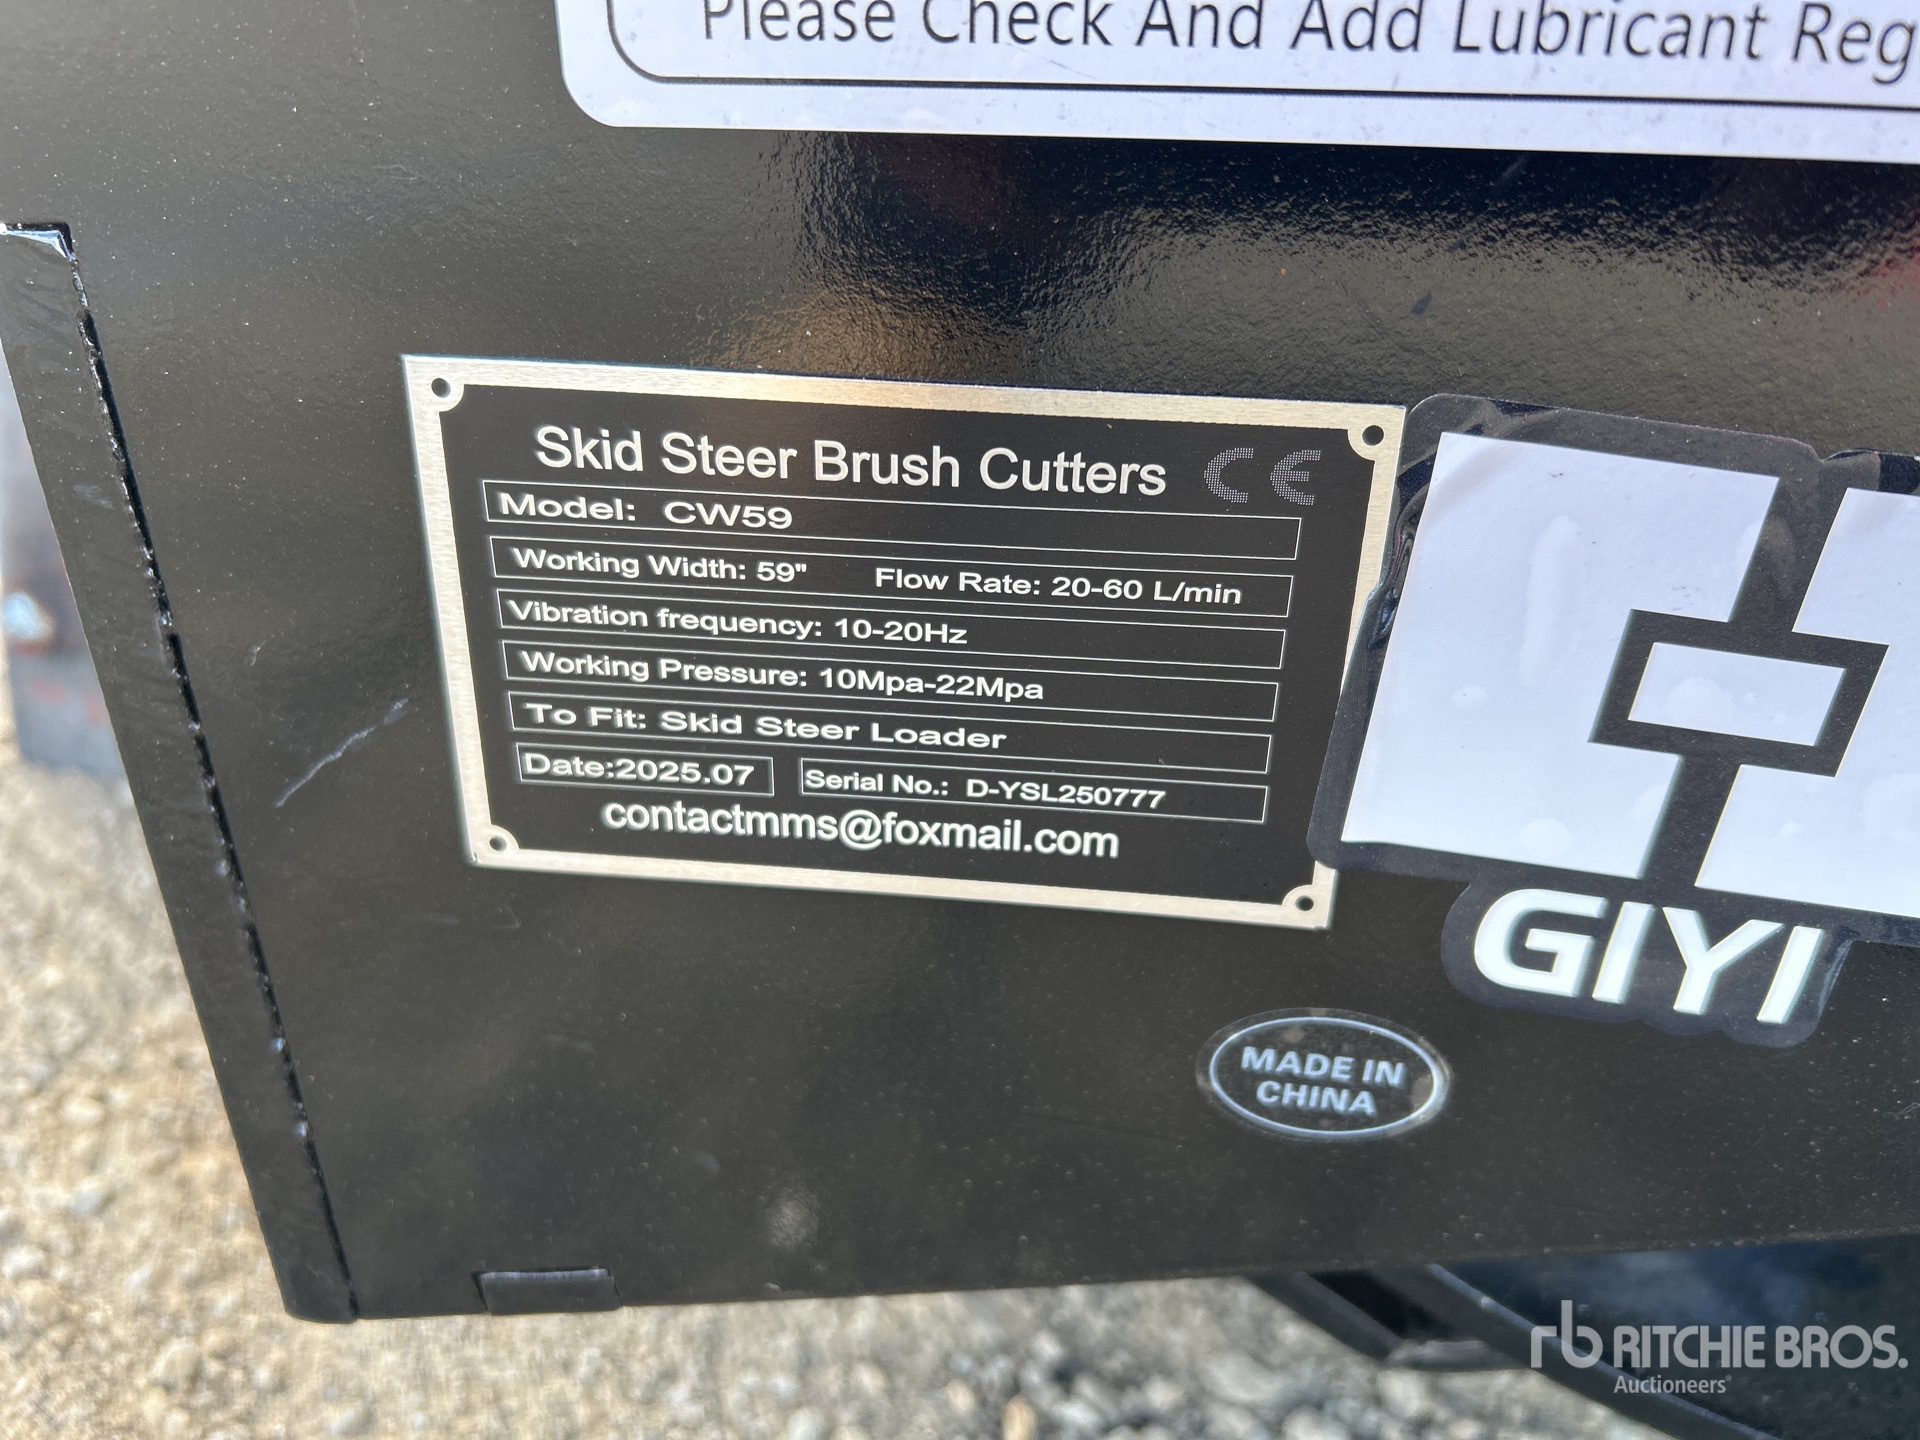 Please Check And Add Lubricant Reg
Skid Steer Brush Cutters CE
Model: CW59
Working Width: 59" Flow Rate: 20-60 L/min
Vibration frequency: 10-20Hz
Working Pressure: 10Mpa-22Mpa
To Fit: Skid Steer Loader
Date:2025.07 Serial No.: D-YSL250777
contactmms@foxmail.com
GIYI
MADE IN
CHINA
rb RITCHIE BROS.
Auctioneers